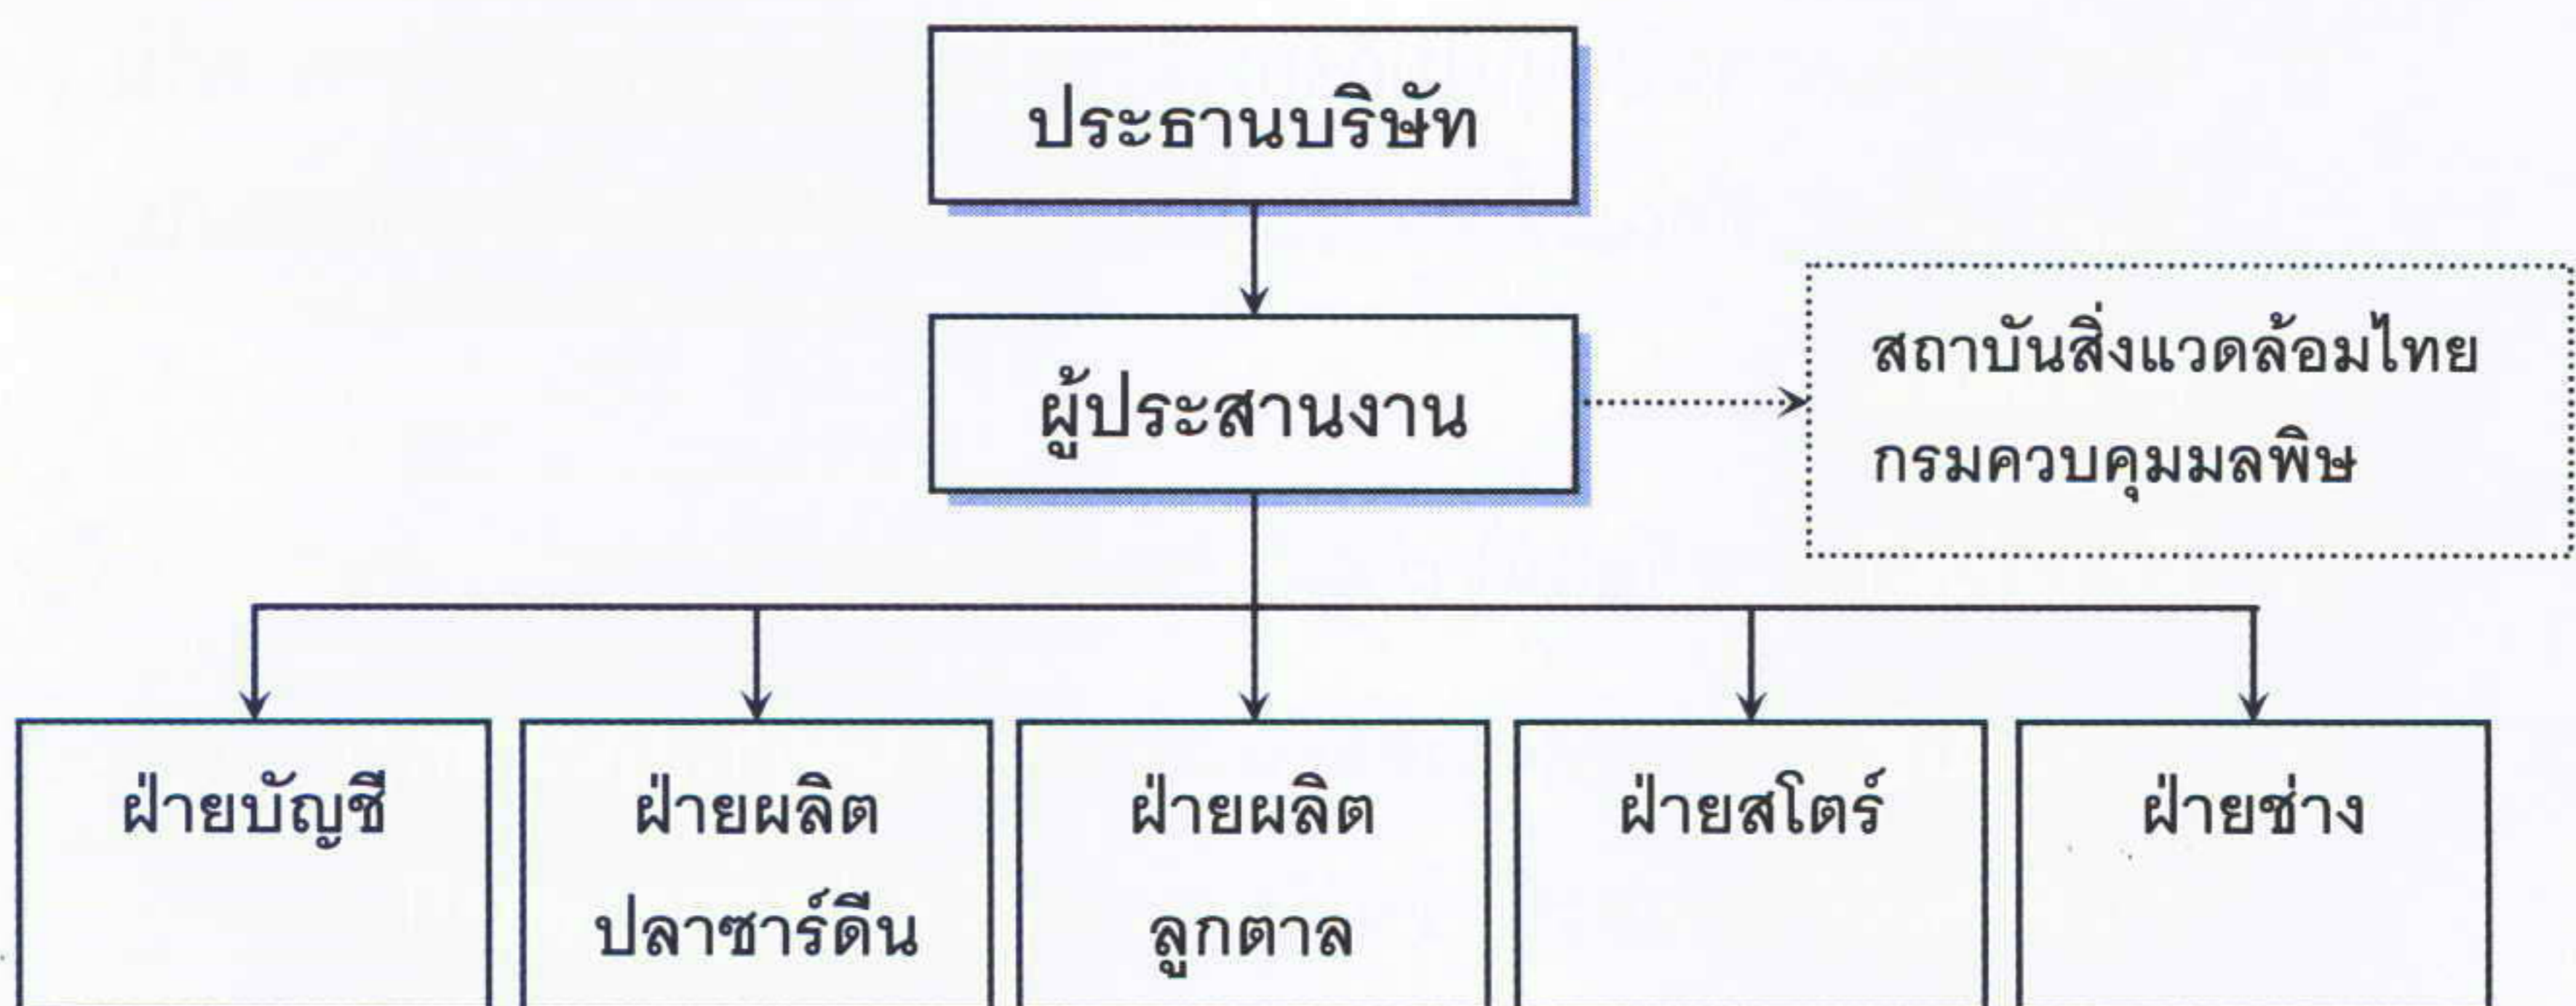 ประธานบริษัท
ผู้ประสานงาน
สถาบันสิ่งแวดล้อมไทย
กรมควบคุมมลพิษ
ฝ่ายบัญชี
ฝ่ายผลิต
ปลาซาร์ดีน
ฝ่ายผลิต
ลูกตาล
ฝ่ายสโตร์
ฝ่ายช่าง